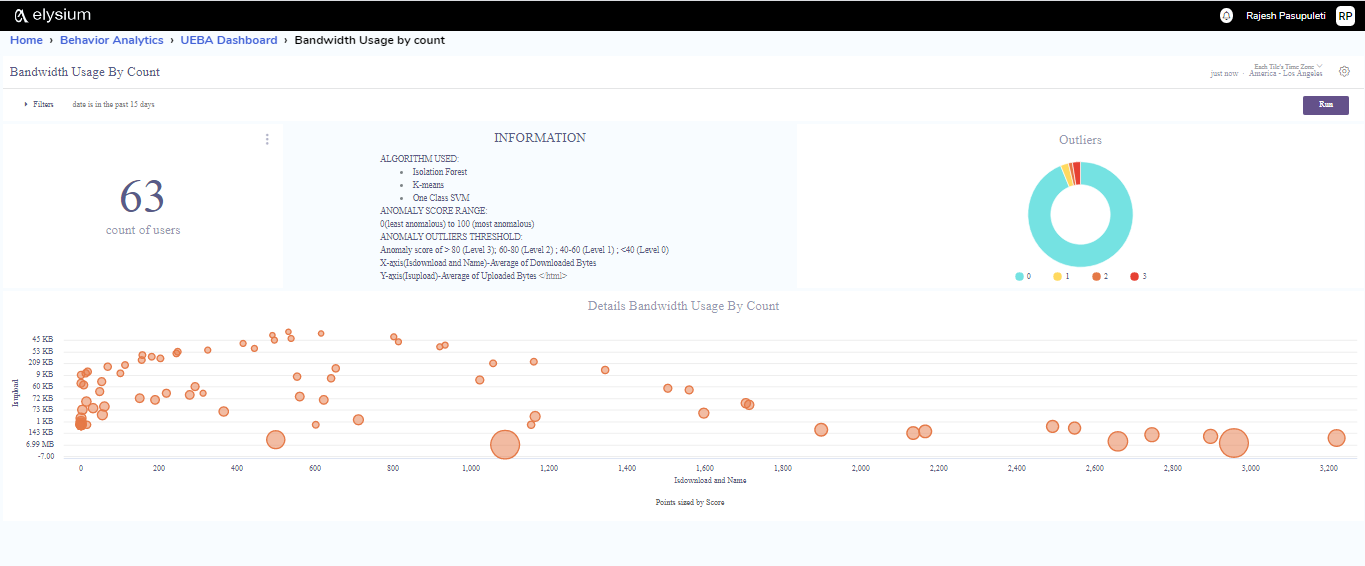 elysium
Rajesh Pasupuleti RP
Home › Behavior Analytics › UEBA Dashboard › Bandwidth Usage by count
Bandwidth Usage By Count
Each Tile's Time Zone
just now · America - Los Angeles
Filters date is in the past 15 days
Run
63
count of users
INFORMATION
ALGORITHM USED:
• Isolation Forest
• K-means
• One Class SVM
ANOMALY SCORE RANGE:
0(least anomalous) to 100 (most anomalous)
ANOMALY OUTLIERS THRESHOLD:
Anomaly score of > 80 (Level 3); 60-80 (Level 2) ; 40-60 (Level 1) ; <40 (Level 0)
X-axis(Isdownload and Name)-Average of Downloaded Bytes
Y-axis(Isupload)-Average of Uploaded Bytes </html>
Outliers
0 1 2 3
Details Bandwidth Usage By Count
Isupload
45 KB
53 KB
209 KB
9 KB
60 KB
72 KB
73 KB
1 KB
143 KB
6.99 MB
-7.00
0 200 400 600 800 1,000 1,200 1,400 1,600 1,800 2,000 2,200 2,400 2,600 2,800 3,000 3,200
Isdownload and Name
Points sized by Score